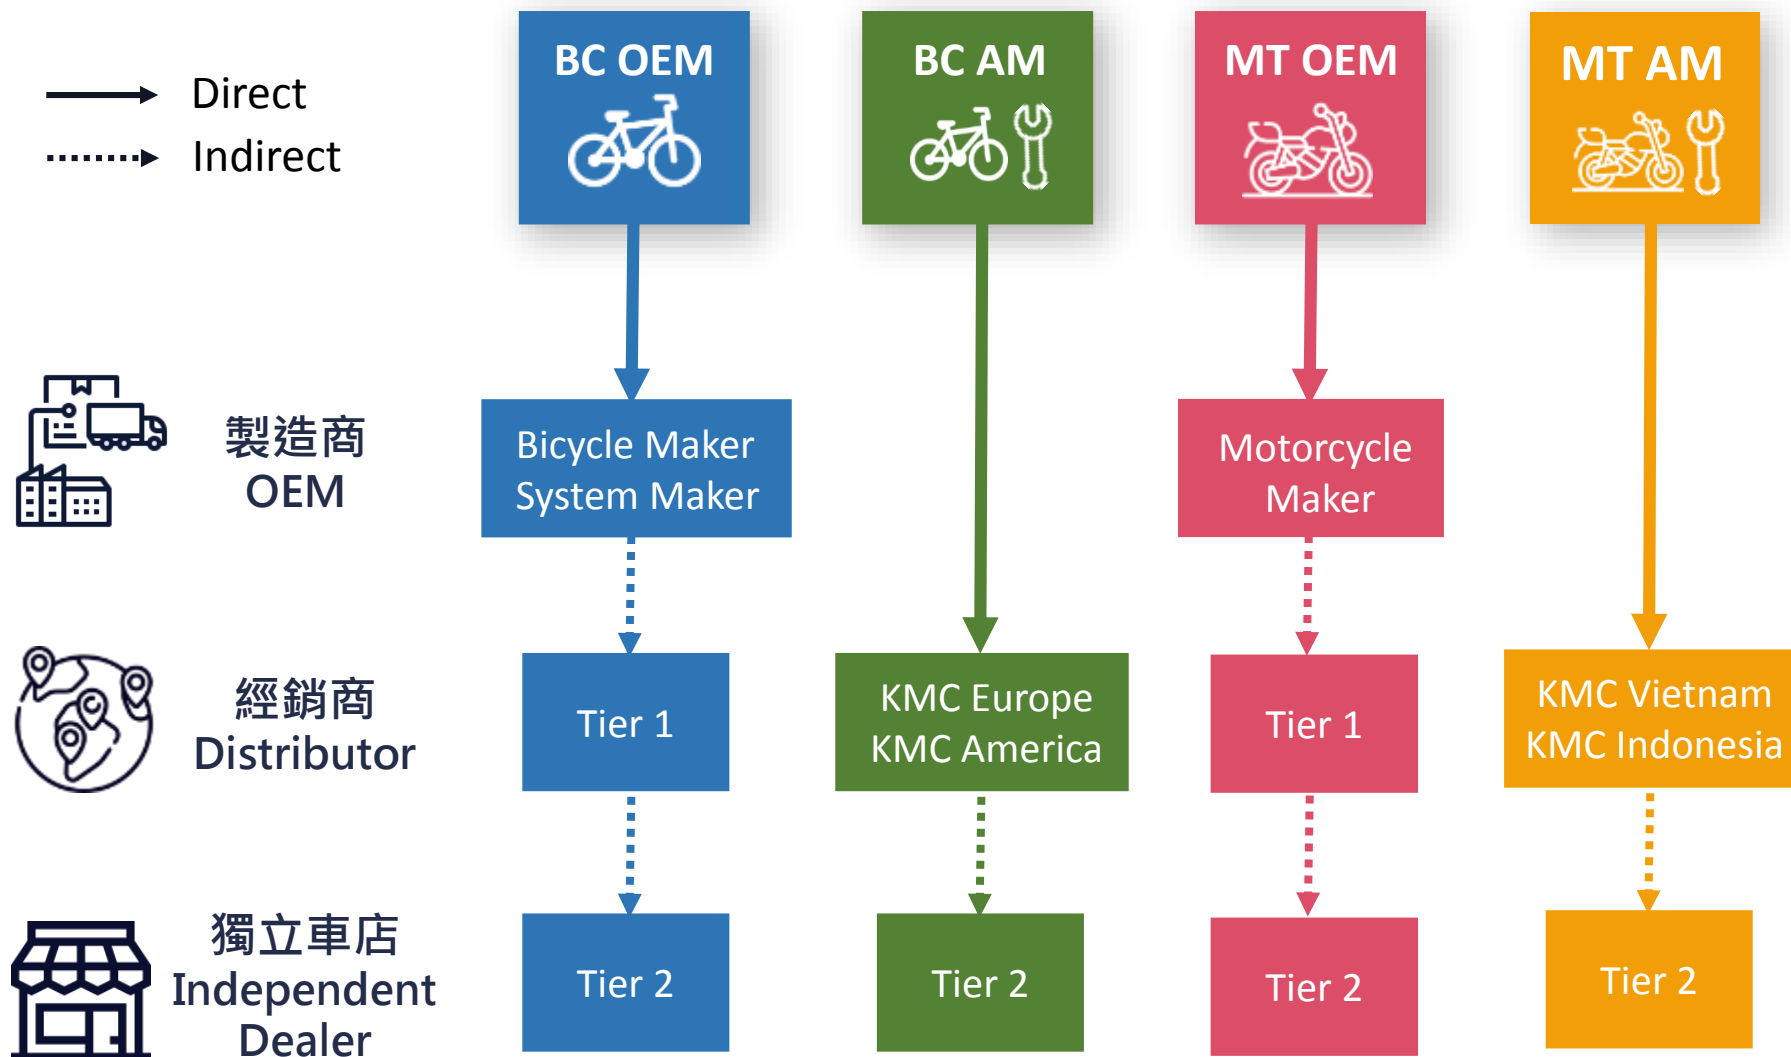 Direct
Indirect
BC OEM
BC AM
MT OEM
MT AM
製造商
OEM
Bicycle Maker
System Maker
Motorcycle
Maker
經銷商
Distributor
Tier 1
KMC Europe
KMC America
Tier 1
KMC Vietnam
KMC Indonesia
獨立車店
Independent
Dealer
Tier 2
Tier 2
Tier 2
Tier 2